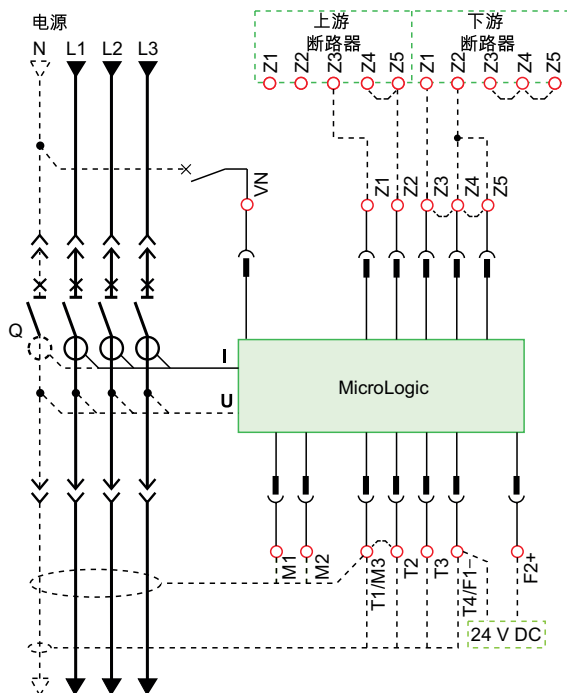 电源
N L1 L2 L3
上游
断路器
下游
断路器
Z1 Z2 Z3 Z4 Z5 Z1 Z2 Z3 Z4 Z5
VN Z1 Z2 Z3 Z4 Z5
Q
I
U
MicroLogic
M1 M2 T1/M3 T2 T3 T4/F1– F2+
24 V DC